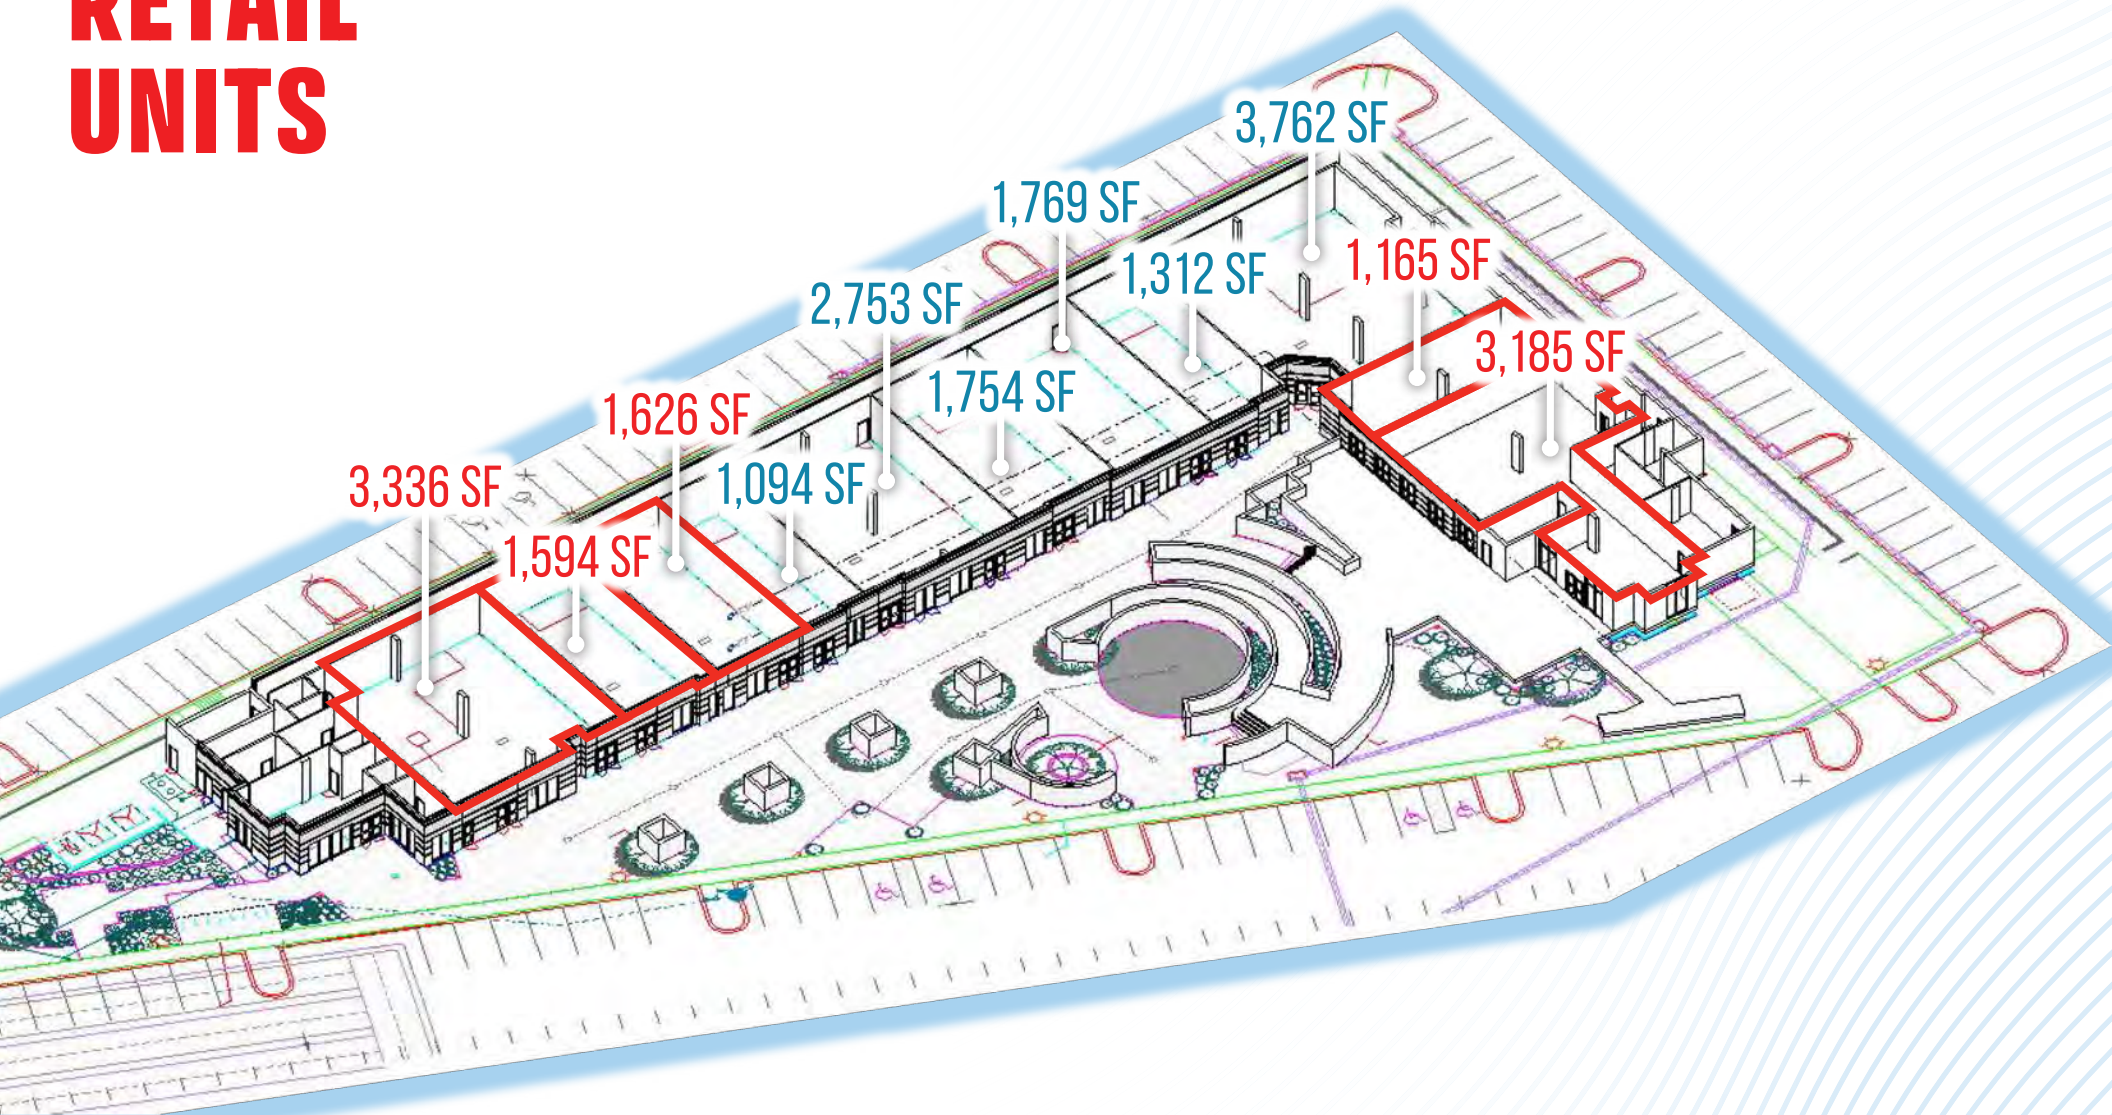 RETAIL
UNITS
3,762 SF
1,769 SF
1,312 SF
1,165 SF
2,753 SF
3,185 SF
1,754 SF
1,626 SF
1,094 SF
3,336 SF
1,594 SF